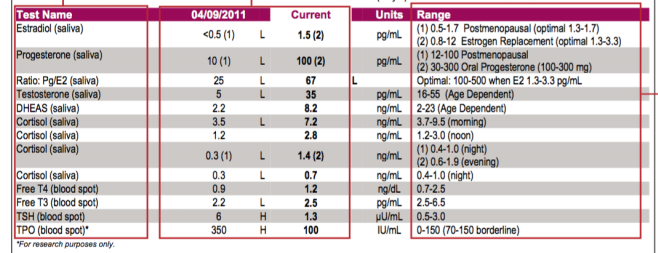 Test Name 04/09/2011 Current Units Range
Estradiol (saliva) <0.5 (1) L 1.5 (2) pg/mL (1) 0.5-1.7 Postmenopausal (optimal 1.3-1.7)
(2) 0.8-12 Estrogen Replacement (optimal 1.3-3.3)
Progesterone (saliva) 10 (1) L 100 (2) pg/mL (1) 12-100 Postmenopausal
(2) 30-300 Oral Progesterone (100-300 mg)
Ratio: Pg/E2 (saliva) 25 L 67 L Optimal: 100-500 when E2 1.3-3.3 pg/mL
Testosterone (saliva) 5 L 35 pg/mL 16-55 (Age Dependent)
DHEAS (saliva) 2.2 8.2 ng/mL 2-23 (Age Dependent)
Cortisol (saliva) 3.5 L 7.2 ng/mL 3.7-9.5 (morning)
Cortisol (saliva) 1.2 2.8 ng/mL 1.2-3.0 (noon)
Cortisol (saliva) 0.3 (1) L 1.4 (2) ng/mL (1) 0.4-1.0 (night)
(2) 0.6-1.9 (evening)
Cortisol (saliva) 0.3 L 0.7 ng/mL 0.4-1.0 (night)
Free T4 (blood spot) 0.9 1.2 ng/dL 0.7-2.5
Free T3 (blood spot) 2.2 L 2.5 pg/mL 2.5-6.5
TSH (blood spot) 6 H 1.3 µU/mL 0.5-3.0
TPO (blood spot)* 350 H 100 IU/mL 0-150 (70-150 borderline)
*For research purposes only.